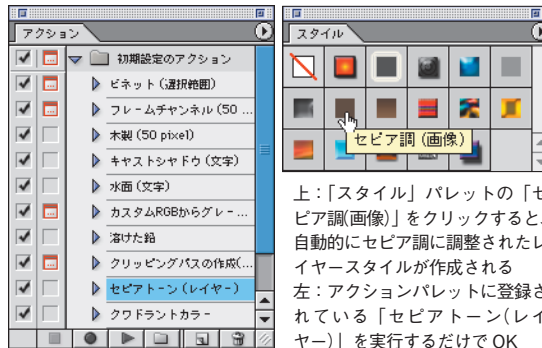 アクション
初期設定のアクション
ビネット (選択範囲)
フレームチャンネル (50 ...
木製 (50 pixel)
キャストシャドウ (文字)
水面 (文字)
カスタムRGBからグレー...
溶けた鉛
クリッピングパスの作成(...
セピアトーン (レイヤー)
クワドラントカラー
スタイル
セピア調 (画像)
上：「スタイル」パレットの「セ
ピア調(画像)」をクリックすると、
自動的にセピア調に調整されたレ
イヤースタイルが作成される
左：アクションパレットに登録さ
れている「セピアトーン(レイ
ヤー)」を実行するだけでOK